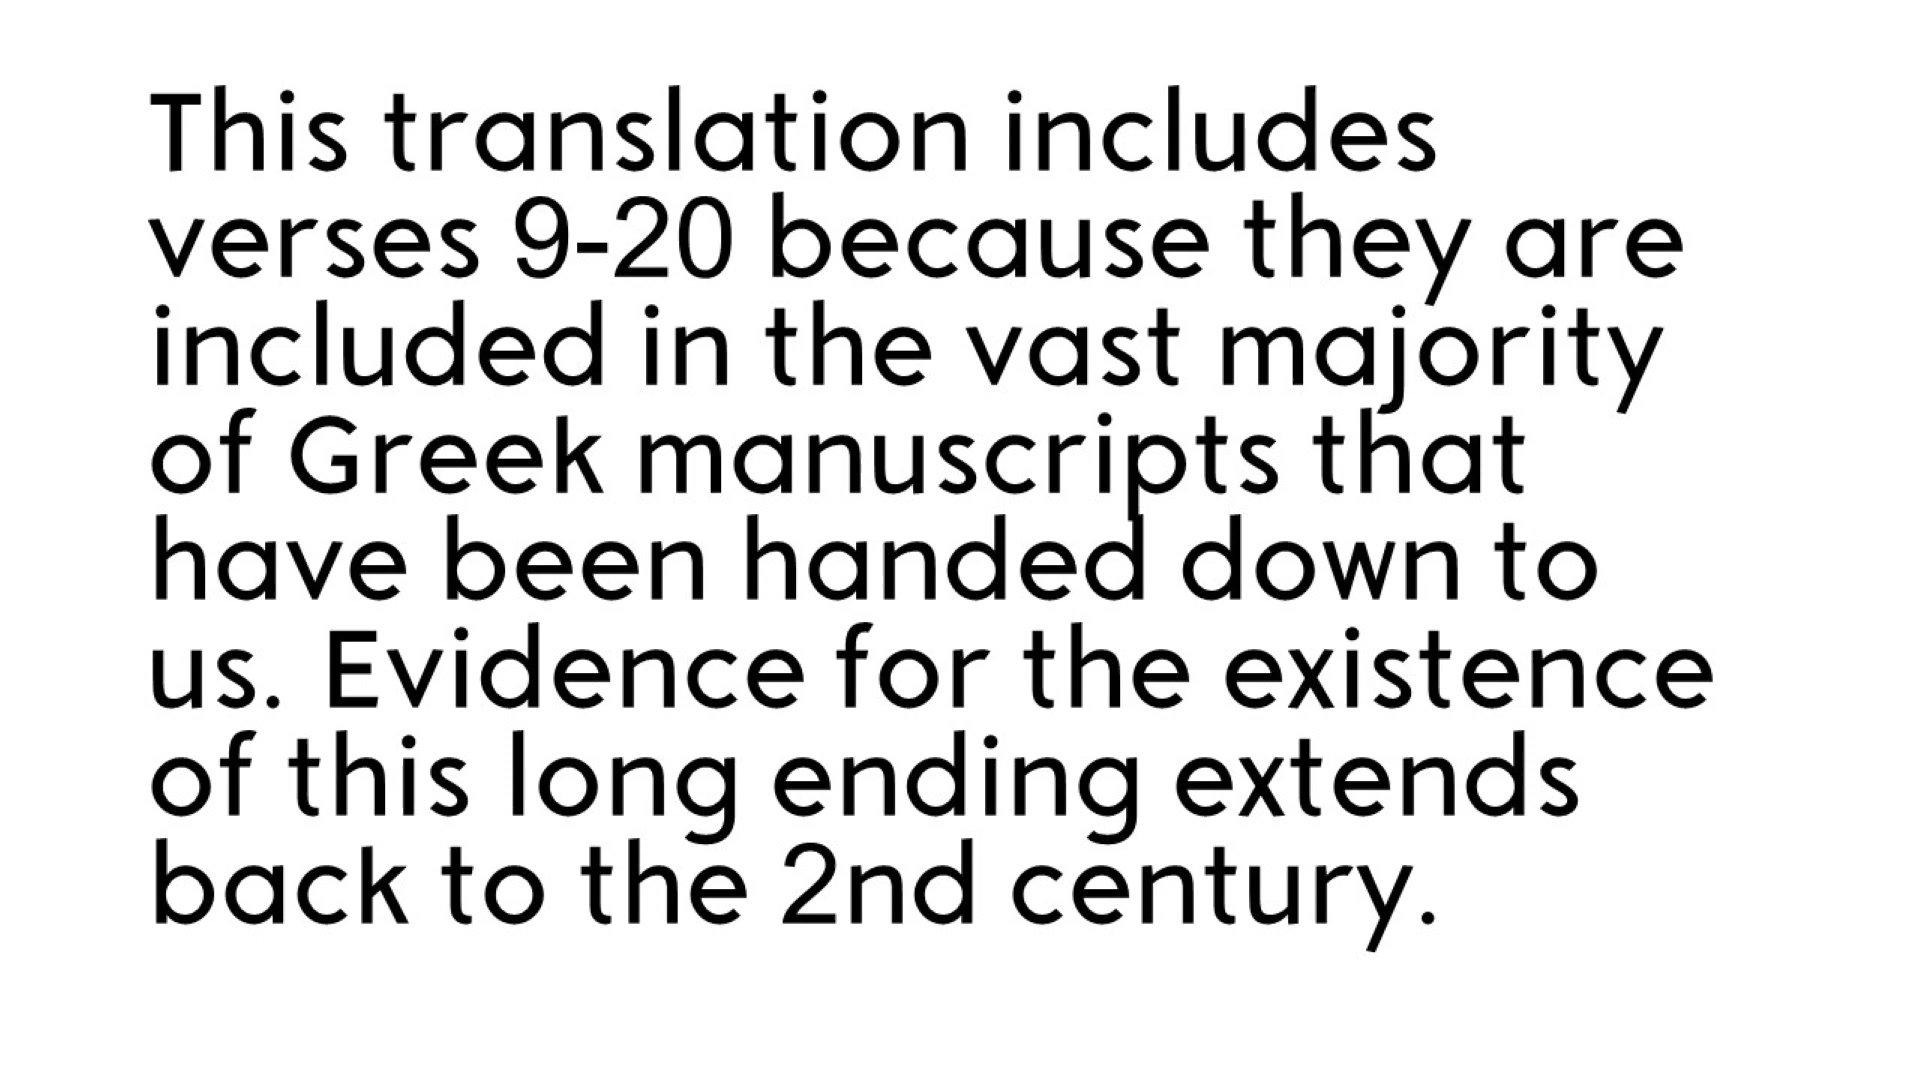 This translation includes
verses 9-20 because they are
included in the vast majority
of Greek manuscripts that
have been handed down to
us. Evidence for the existence
of this long ending extends
back to the 2nd century.